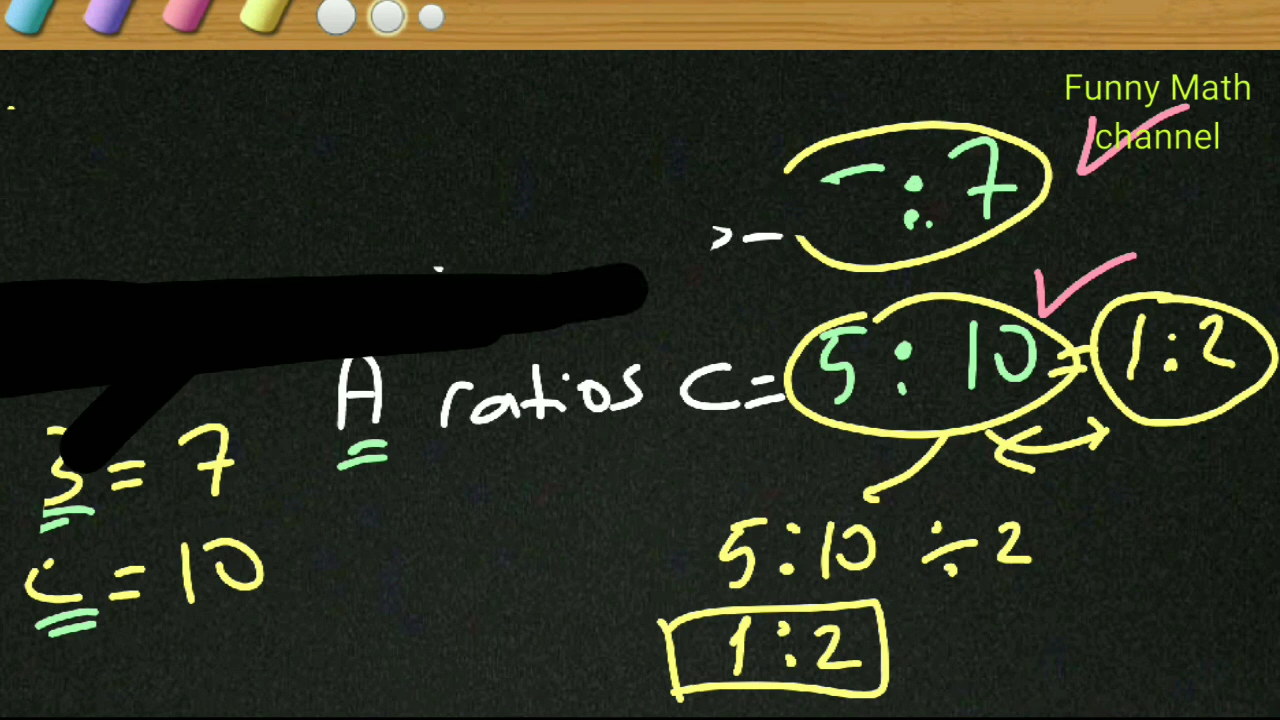 Funny Math
channel
: 7
A ratios C = 5 : 10 = 1 : 2
= 7
C = 10
5 : 10 ÷ 2
1 : 2